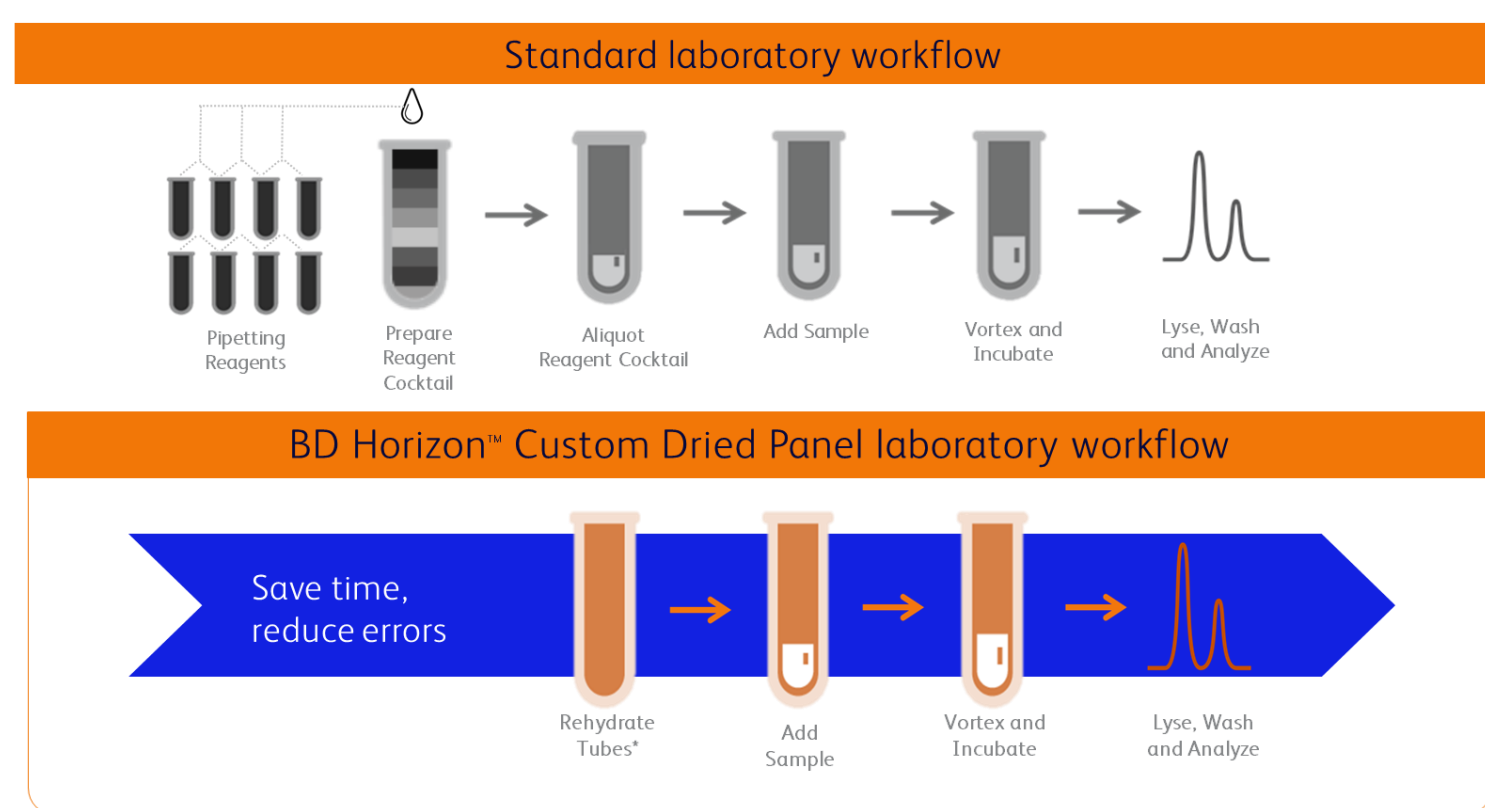 Standard laboratory workflow
Pipetting
Reagents
Prepare
Reagent
Cocktail
Aliquot
Reagent Cocktail
Add Sample
Vortex and
Incubate
Lyse, Wash
and Analyze
BD Horizon™ Custom Dried Panel laboratory workflow
Save time,
reduce errors
Rehydrate
Tubes*
Add
Sample
Vortex and
Incubate
Lyse, Wash
and Analyze